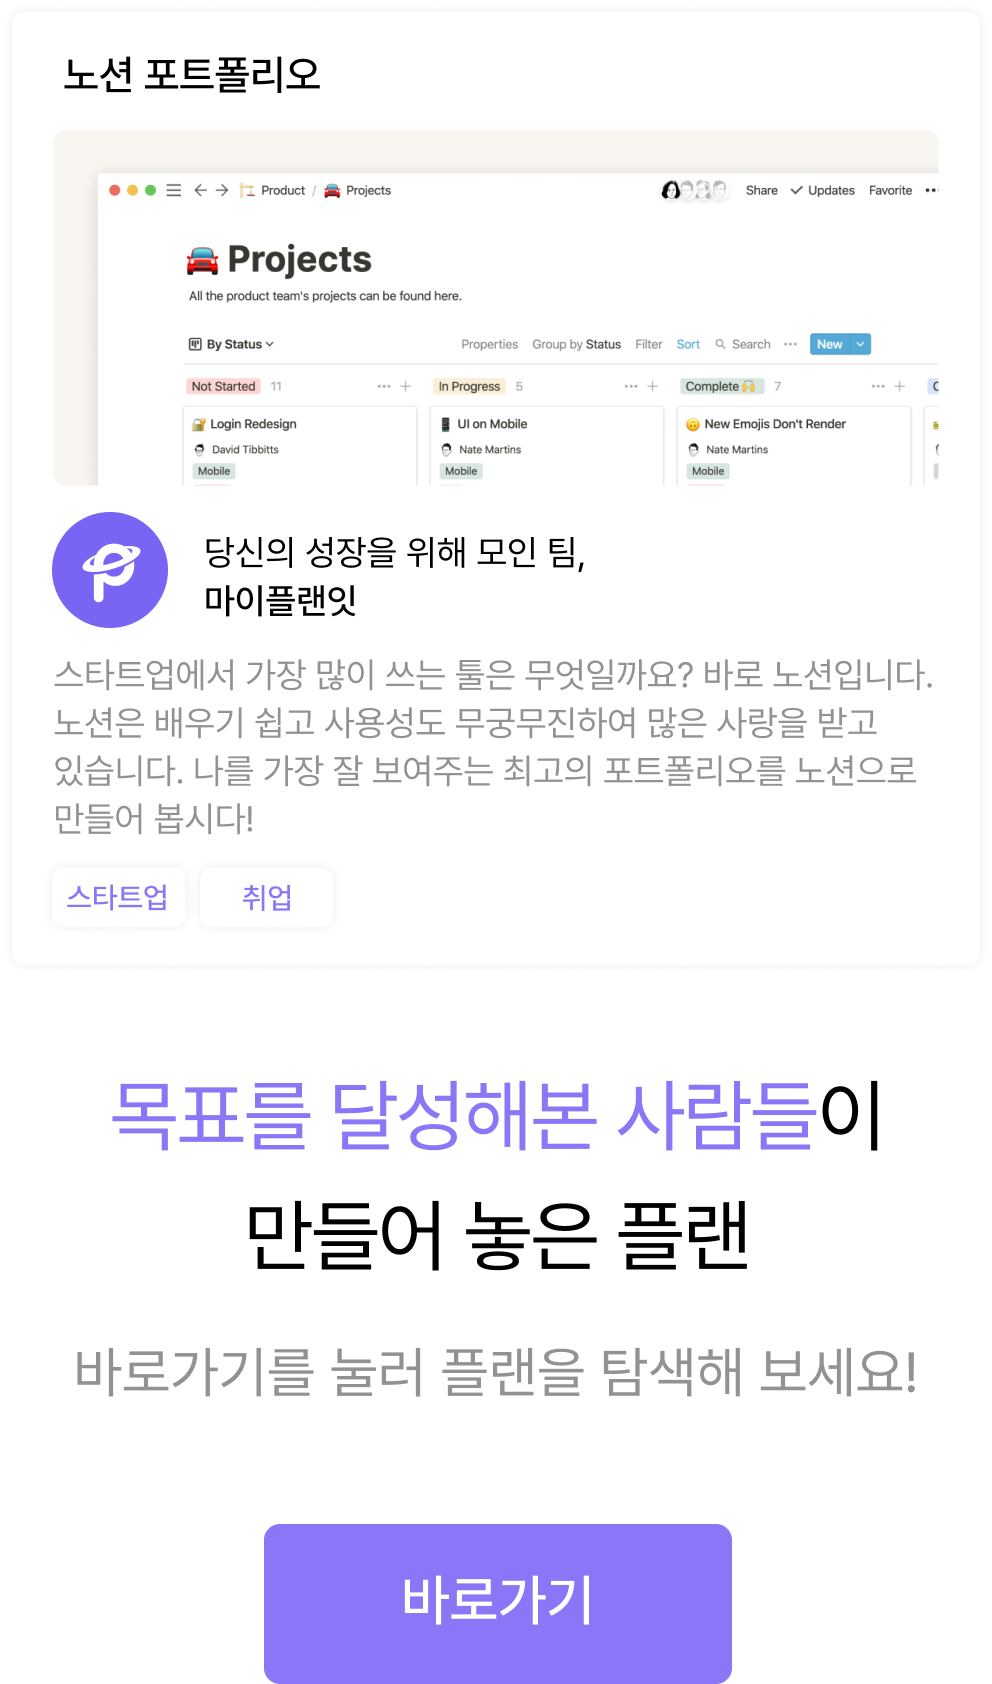 노션 포트폴리오
Product / Projects Share Updates Favorite
Projects
All the product team's projects can be found here.
By Status Properties Group by Status Filter Sort Search New
Not Started 11 In Progress 5 Complete 7
Login Redesign UI on Mobile New Emojis Don't Render
David Tibbitts Nate Martins Nate Martins
Mobile Mobile Mobile
당신의 성장을 위해 모인 팀,
마이플랜잇
스타트업에서 가장 많이 쓰는 툴은 무엇일까요? 바로 노션입니다.
노션은 배우기 쉽고 사용성도 무궁무진하여 많은 사랑을 받고
있습니다. 나를 가장 잘 보여주는 최고의 포트폴리오를 노션으로
만들어 봅시다!
스타트업 취업
목표를 달성해본 사람들이
만들어 놓은 플랜
바로가기를 눌러 플랜을 탐색해 보세요!
바로가기